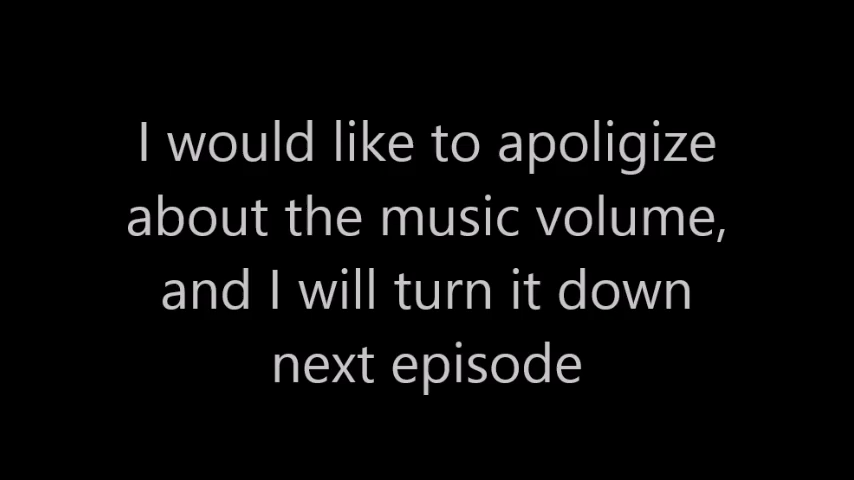 I would like to apoligize
about the music volume,
and I will turn it down
next episode